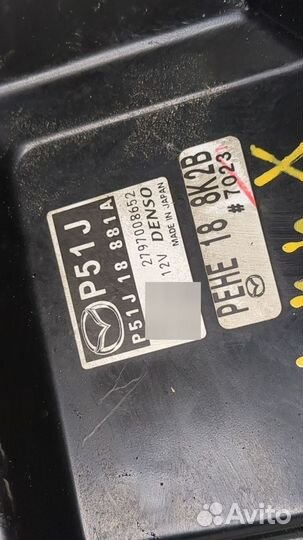 P51J
P51J 18 881A
2797008652
12V DENSO
MADE IN JAPAN
PEHE 18 8K2B
# 7023
Avito